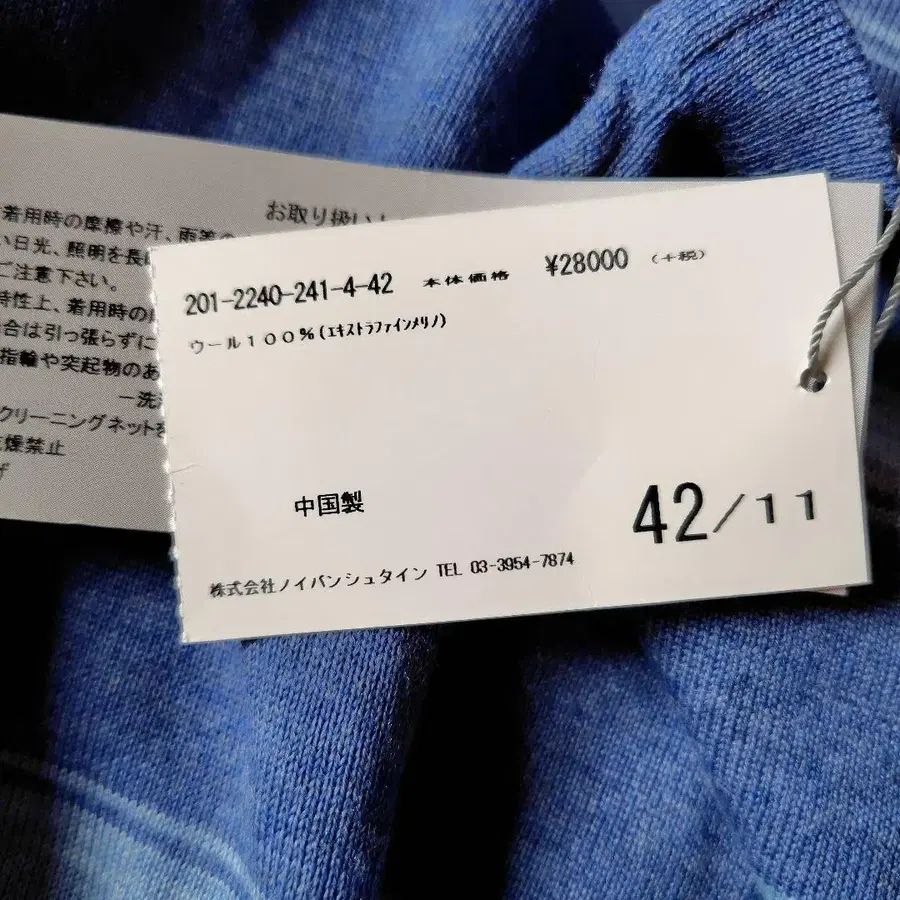 お取り扱い
着用時の摩擦や汗、雨等の
い日光、照明を長
ご注意下さい。
特性上、着用時の
合は引っ張らずに
指輪や突起物のあ
ー洗
クリーニングネットを
燥禁止
201-2240-241-4-42 本体価格 ¥28000 (+税)
ウール100%(ｴｷｽﾄﾗﾌｧｲﾝﾒﾘﾉ)
中国製
42/11
株式会社ノイバンシュタイン TEL 03-3954-7874